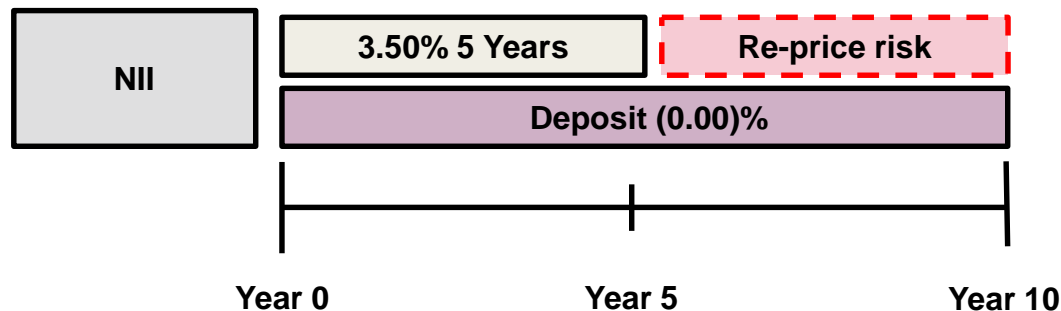 NII
3.50% 5 Years
Re-price risk
Deposit (0.00)%
Year 0
Year 5
Year 10